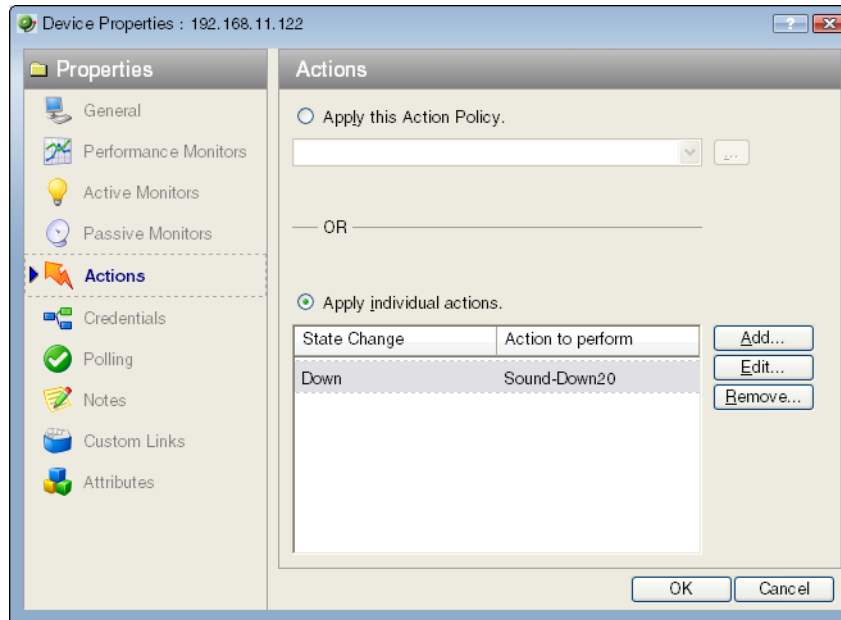 Device Properties : 192.168.11.122
Properties
General
Performance Monitors
Active Monitors
Passive Monitors
Actions
Credentials
Polling
Notes
Custom Links
Attributes
Actions
Apply this Action Policy.
...
OR
Apply individual actions.
State Change Action to perform
Down Sound-Down20
Add...
Edit...
Remove...
OK Cancel